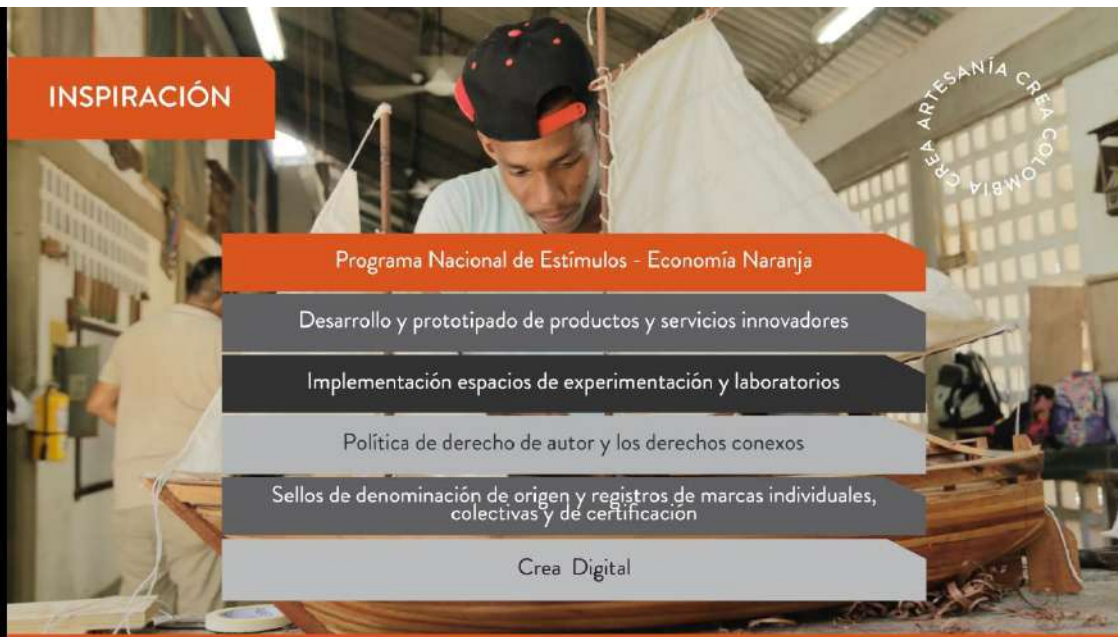 INSPIRACIÓN
CREA ARTESANÍA CREA COLOMBIA
Programa Nacional de Estímulos - Economía Naranja
Desarrollo y prototipado de productos y servicios innovadores
Implementación espacios de experimentación y laboratorios
Política de derecho de autor y los derechos conexos
Sellos de denominación de origen y registros de marcas individuales,
colectivas y de certificación
Crea Digital